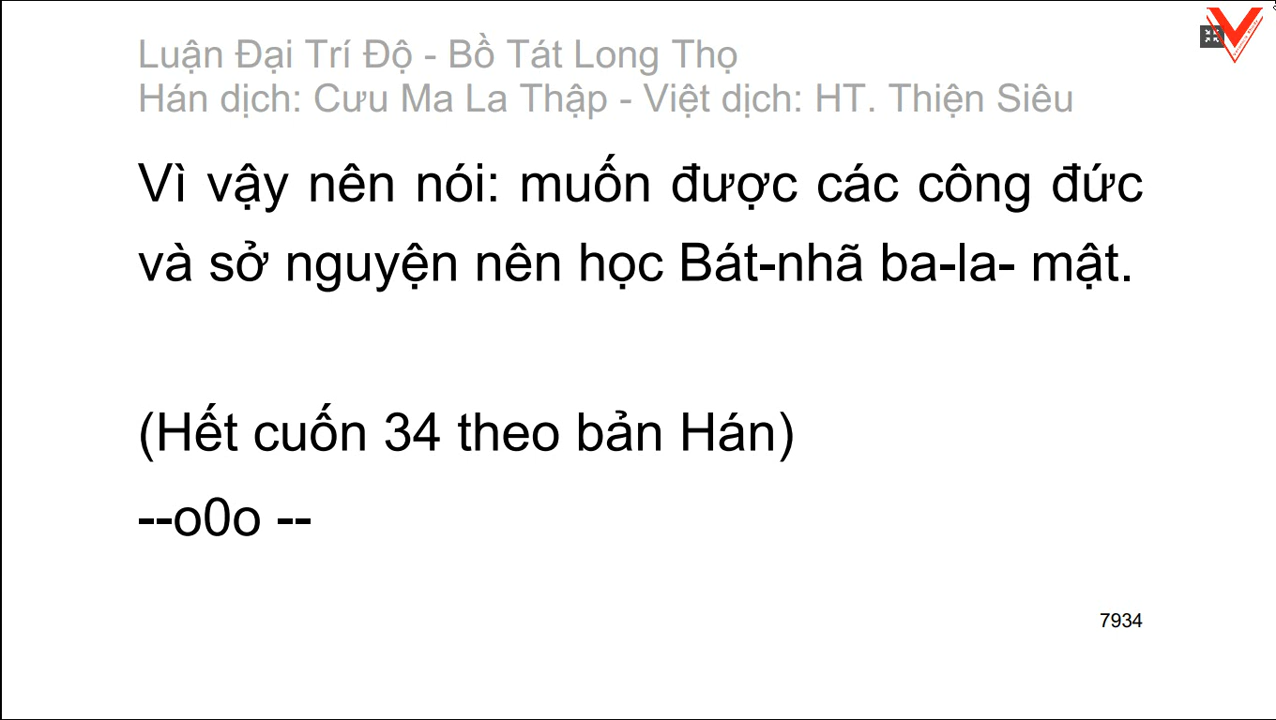 Luận Đại Trí Độ - Bồ Tát Long Thọ
Hán dịch: Cưu Ma La Thập - Việt dịch: HT. Thiện Siêu
Vì vậy nên nói: muốn được các công đức
và sở nguyện nên học Bát-nhã ba-la- mật.
(Hết cuốn 34 theo bản Hán)
--o0o --
7934